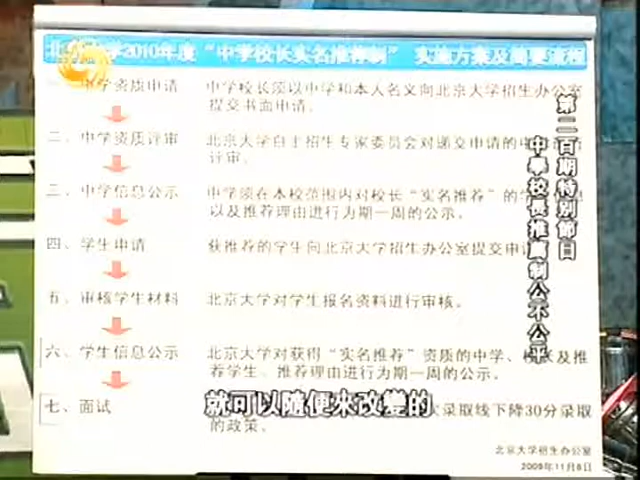 北京大学2010年度“中学校长实名推荐制” 实施方案及简要流程
中学资质申请
中学校长须以中学和本人名义向北京大学招生办公室
提交书面申请。
二、中学资质评审
北京大学自主招生专家委员会对递交申请的中
评审。
三、中学信息公示
中学须在本校范围内对校长“实名推荐”的学
以及推荐理由进行为期一周的公示。
四、学生申请
获推荐的学生向北京大学招生办公室提交申
五、审核学生材料
北京大学对学生报名资料进行审核。
六、学生信息公示
北京大学对获得“实名推荐”资质的中学、校长及推
荐学生、推荐理由进行为期一周的公示。
七、面试
次录取线下降30分录取
的政策。
北京大学招生办公室
2009年11月8日
第二百期特別節目
中學校長推薦制公不公平
就可以隨便來改變的